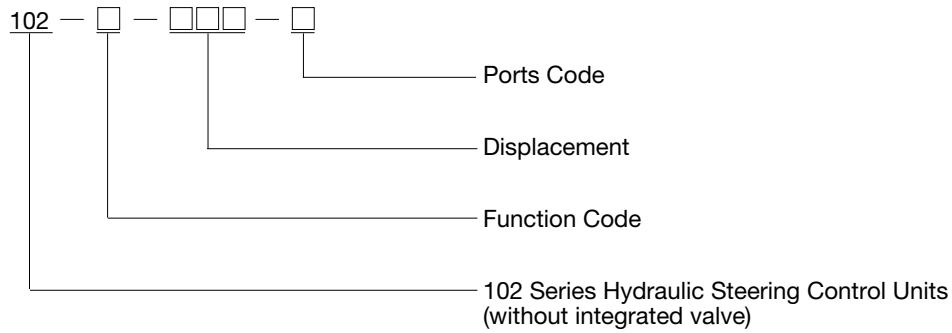 102 — □ — □□□ — □
Ports Code
Displacement
Function Code
102 Series Hydraulic Steering Control Units
(without integrated valve)